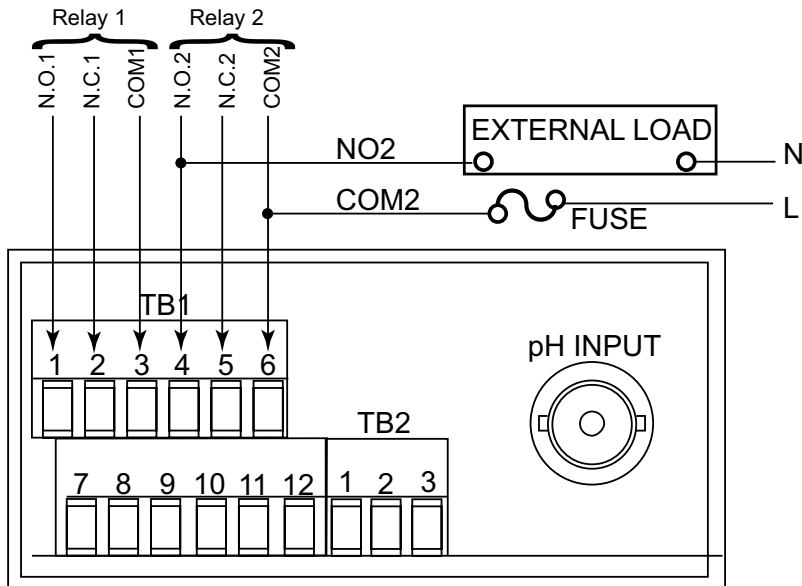 Relay 1 Relay 2
N.O.1
N.C.1
COM1
N.O.2
N.C.2
COM2
EXTERNAL LOAD
NO2
N
COM2
FUSE
L
TB1
1 2 3 4 5 6
pH INPUT
TB2
7 8 9 10 11 12 1 2 3